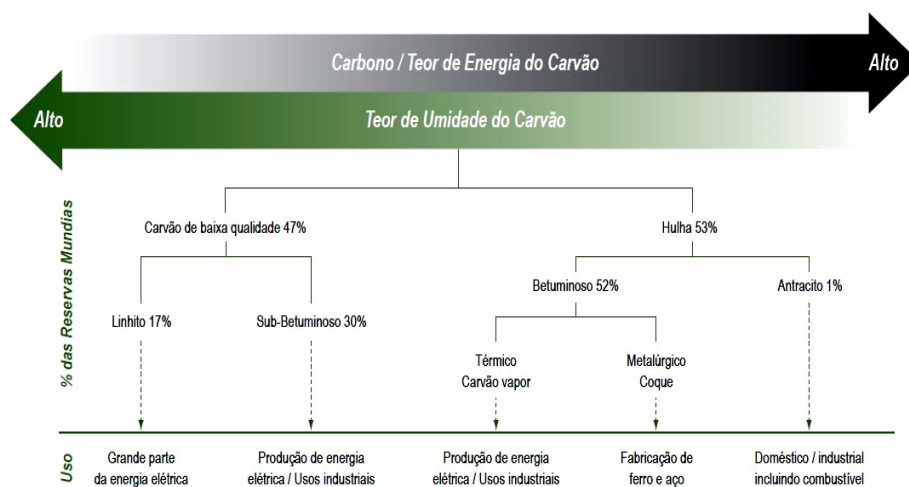 Carbono / Teor de Energia do Carvão
Alto
Alto
Teor de Umidade do Carvão
% das Reservas Mundias
Carvão de baixa qualidade 47%
Hulha 53%
Betuminoso 52%
Antracito 1%
Linhito 17%
Sub-Betuminoso 30%
Térmico
Carvão vapor
Metalúrgico
Coque
Uso
Grande parte
da energia elétrica
Produção de energia
elétrica / Usos industriais
Produção de energia
elétrica / Usos industriais
Fabricação de
ferro e aço
Doméstico / industrial
incluindo combustível